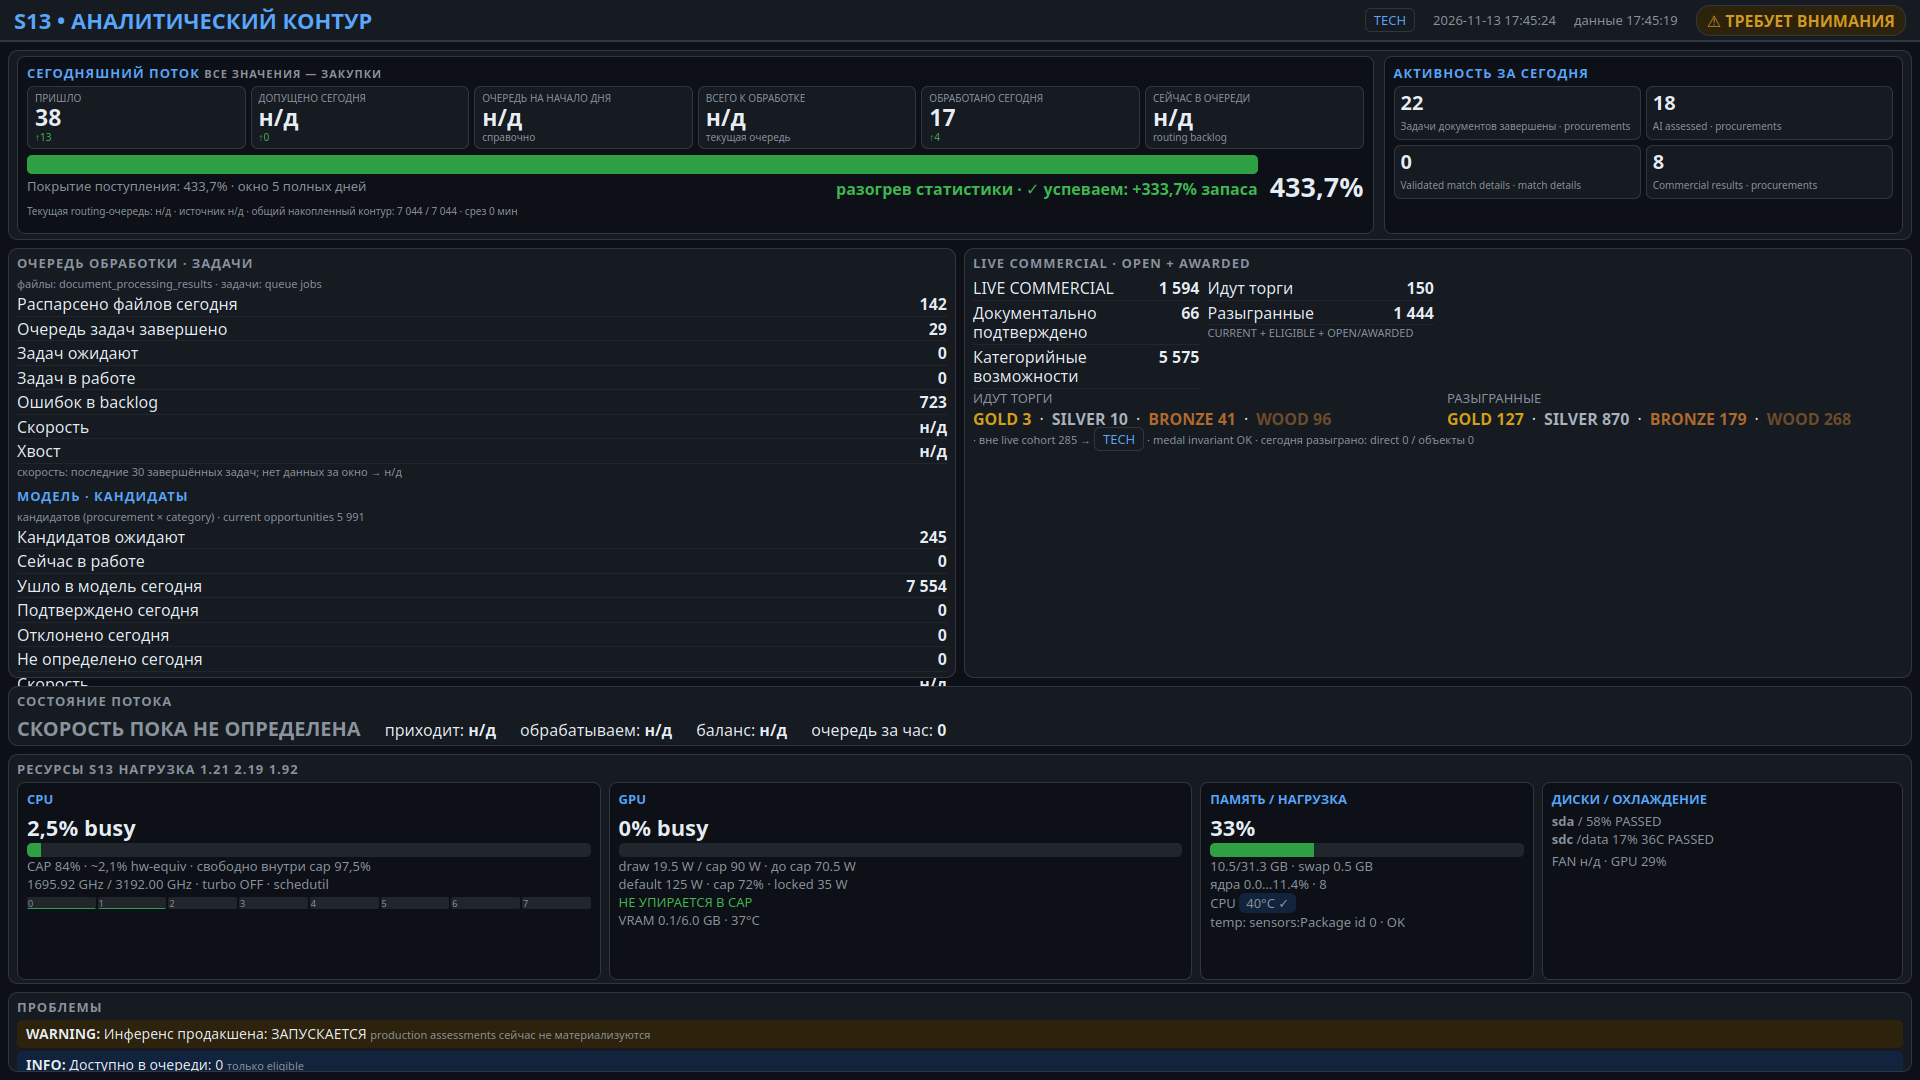 S13 • АНАЛИТИЧЕСКИЙ КОНТУР
TECH 2026-11-13 17:45:24 данные 17:45:19 ⚠ ТРЕБУЕТ ВНИМАНИЯ
СЕГОДНЯШНИЙ ПОТОК ВСЕ ЗНАЧЕНИЯ — ЗАКУПКИ
ПРИШЛО
38
↑13
ДОПУЩЕНО СЕГОДНЯ
н/д
↑0
ОЧЕРЕДЬ НА НАЧАЛО ДНЯ
н/д
справочно
ВСЕГО К ОБРАБОТКЕ
н/д
текущая очередь
ОБРАБОТАНО СЕГОДНЯ
17
↑4
СЕЙЧАС В ОЧЕРЕДИ
н/д
routing backlog
Покрытие поступления: 433,7% · окно 5 полных дней
разогрев статистики · ✓ успеваем: +333,7% запаса 433,7%
Текущая routing-очередь: н/д · источник н/д · общий накопленный контур: 7 044 / 7 044 · срез 0 мин
АКТИВНОСТЬ ЗА СЕГОДНЯ
22
Задачи документов завершены · procurements
18
AI assessed · procurements
0
Validated match details · match details
8
Commercial results · procurements
ОЧЕРЕДЬ ОБРАБОТКИ · ЗАДАЧИ
файлы: document_processing_results · задачи: queue jobs
Распарсено файлов сегодня 142
Очередь задач завершено 29
Задач ожидают 0
Задач в работе 0
Ошибок в backlog 723
Скорость н/д
Хвост н/д
скорость: последние 30 завершённых задач; нет данных за окно → н/д
МОДЕЛЬ · КАНДИДАТЫ
кандидатов (procurement × category) · current opportunities 5 991
Кандидатов ожидают 245
Сейчас в работе 0
Ушло в модель сегодня 7 554
Подтверждено сегодня 0
Отклонено сегодня 0
Не определено сегодня 0
Скорость н/д
LIVE COMMERCIAL · OPEN + AWARDED
LIVE COMMERCIAL 1 594
Документально подтверждено 66
Категорийные возможности 5 575
Идут торги 150
Разыгранные 1 444
CURRENT + ELIGIBLE + OPEN/AWARDED
ИДУТ ТОРГИ
GOLD 3 · SILVER 10 · BRONZE 41 · WOOD 96
РАЗЫГРАННЫЕ
GOLD 127 · SILVER 870 · BRONZE 179 · WOOD 268
· вне live cohort 285 → TECH · medal invariant OK · сегодня разыграно: direct 0 / объекты 0
СОСТОЯНИЕ ПОТОКА
СКОРОСТЬ ПОКА НЕ ОПРЕДЕЛЕНА приходит: н/д обрабатываем: н/д баланс: н/д очередь за час: 0
РЕСУРСЫ S13 НАГРУЗКА 1.21 2.19 1.92
CPU
2,5% busy
CAP 84% · ~2,1% hw-equiv · свободно внутри cap 97,5%
1695.92 GHz / 3192.00 GHz · turbo OFF · schedutil
0 1 2 3 4 5 6 7
GPU
0% busy
draw 19.5 W / cap 90 W · до cap 70.5 W
default 125 W · cap 72% · locked 35 W
НЕ УПИРАЕТСЯ В CAP
VRAM 0.1/6.0 GB · 37°C
ПАМЯТЬ / НАГРУЗКА
33%
10.5/31.3 GB · swap 0.5 GB
ядра 0.0…11.4% · 8
CPU 40°C ✓
temp: sensors:Package id 0 · OK
ДИСКИ / ОХЛАЖДЕНИЕ
sda / 58% PASSED
sdc /data 17% 36C PASSED
FAN н/д · GPU 29%
ПРОБЛЕМЫ
WARNING: Инференс продакшена: ЗАПУСКАЕТСЯ production assessments сейчас не материализуются
INFO: Доступно в очереди: 0 только eligible